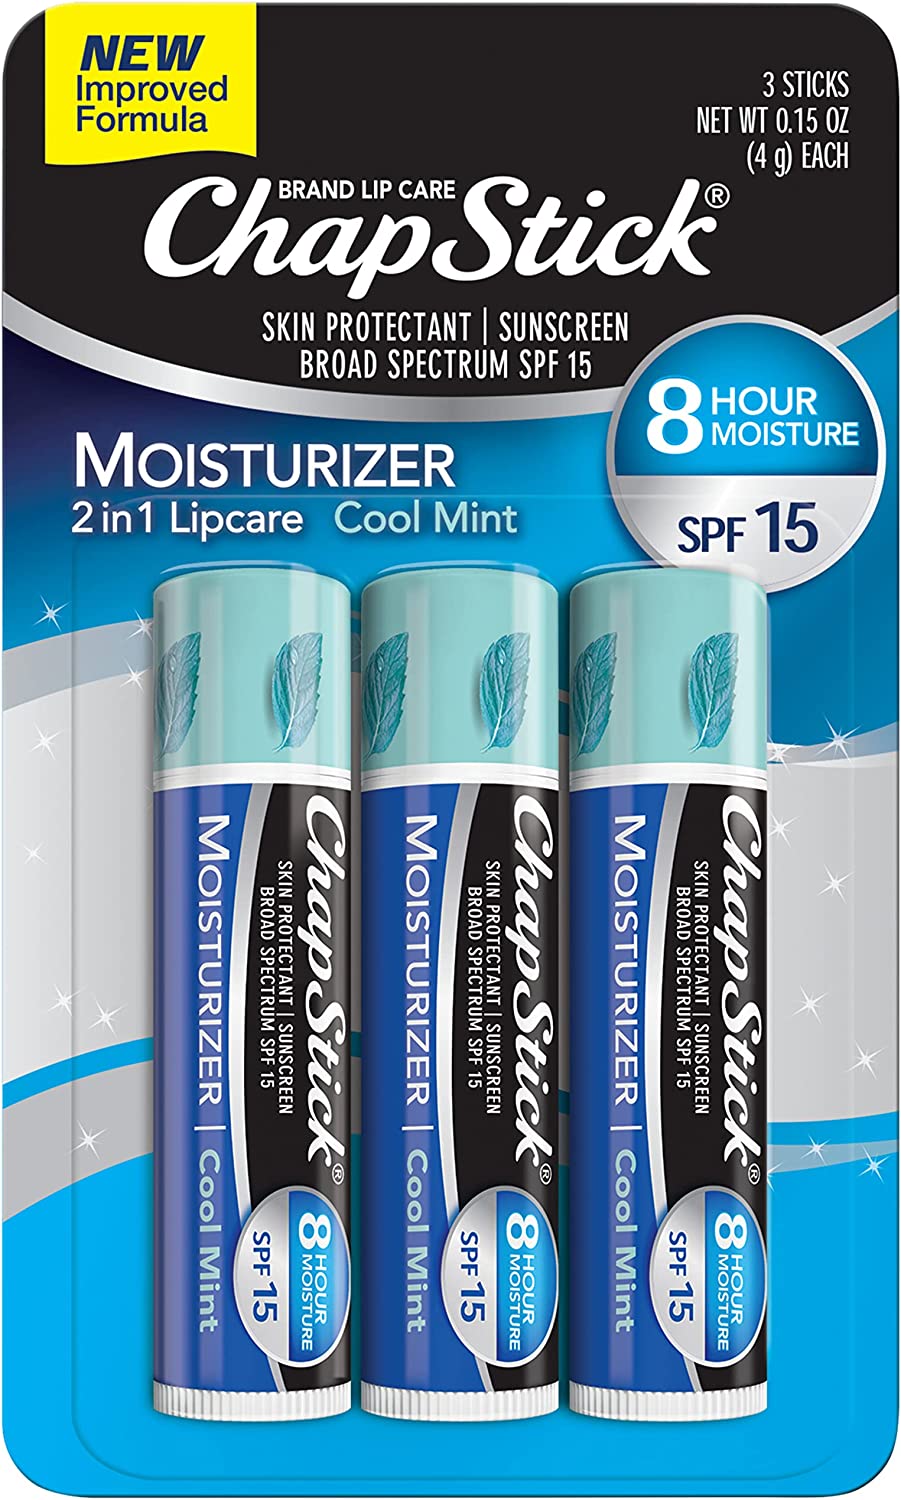 NEW
Improved
Formula
3 STICKS
NET WT 0.15 OZ
(4 g) EACH
BRAND LIP CARE
ChapStick®
SKIN PROTECTANT | SUNSCREEN
BROAD SPECTRUM SPF 15
8 HOUR
MOISTURE
SPF 15
MOISTURIZER
2 in 1 Lipcare Cool Mint
ChapStick®
SKIN PROTECTANT | SUNSCREEN
BROAD SPECTRUM SPF 15
MOISTURIZER | Cool Mint
8 HOUR
MOISTURE
SPF 15
ChapStick®
SKIN PROTECTANT | SUNSCREEN
BROAD SPECTRUM SPF 15
MOISTURIZER | Cool Mint
8 HOUR
MOISTURE
SPF 15
ChapStick®
SKIN PROTECTANT | SUNSCREEN
BROAD SPECTRUM SPF 15
MOISTURIZER | Cool Mint
8 HOUR
MOISTURE
SPF 15